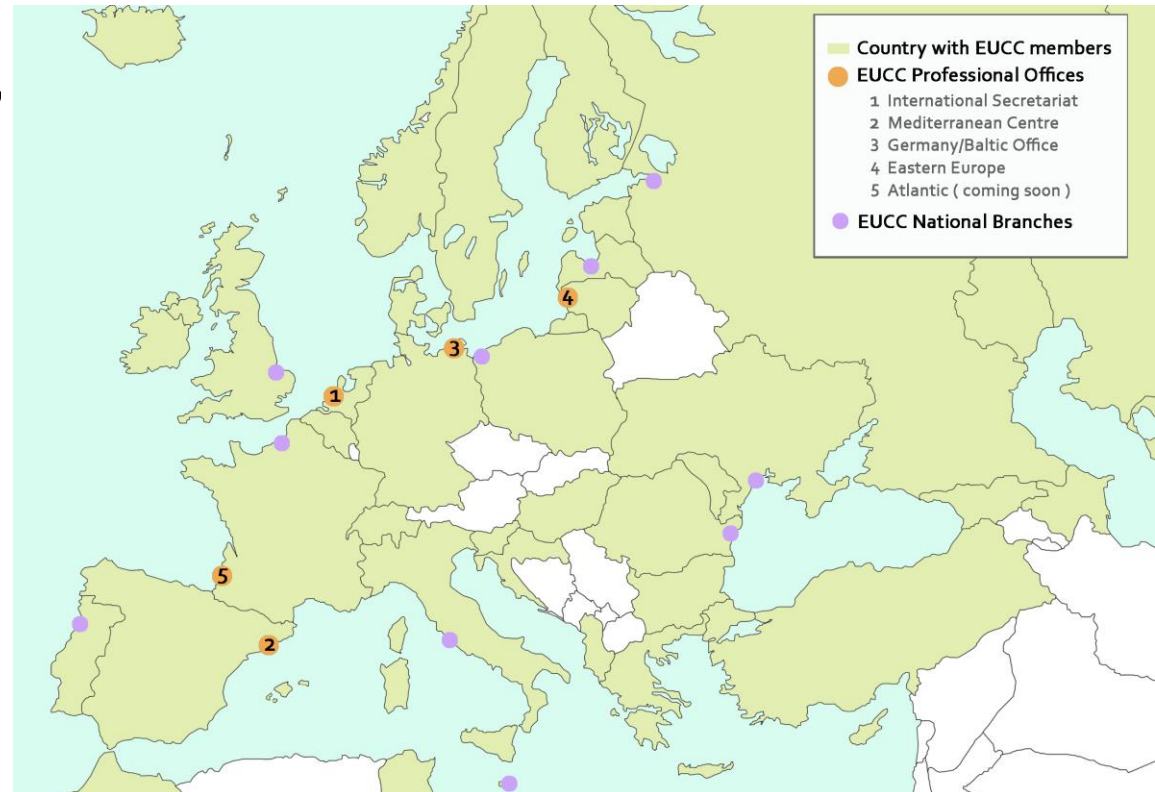 Country with EUCC members
EUCC Professional Offices
1 International Secretariat
2 Mediterranean Centre
3 Germany/Baltic Office
4 Eastern Europe
5 Atlantic ( coming soon )
EUCC National Branches
4
3
1
5
2